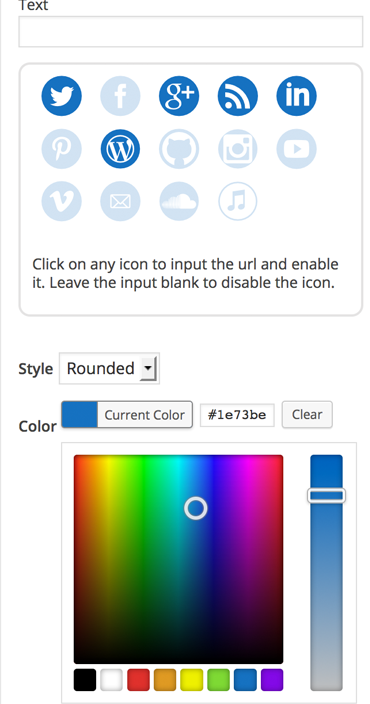 Text
Click on any icon to input the url and enable
it. Leave the input blank to disable the icon.
Style Rounded
Color Current Color #1e73be Clear